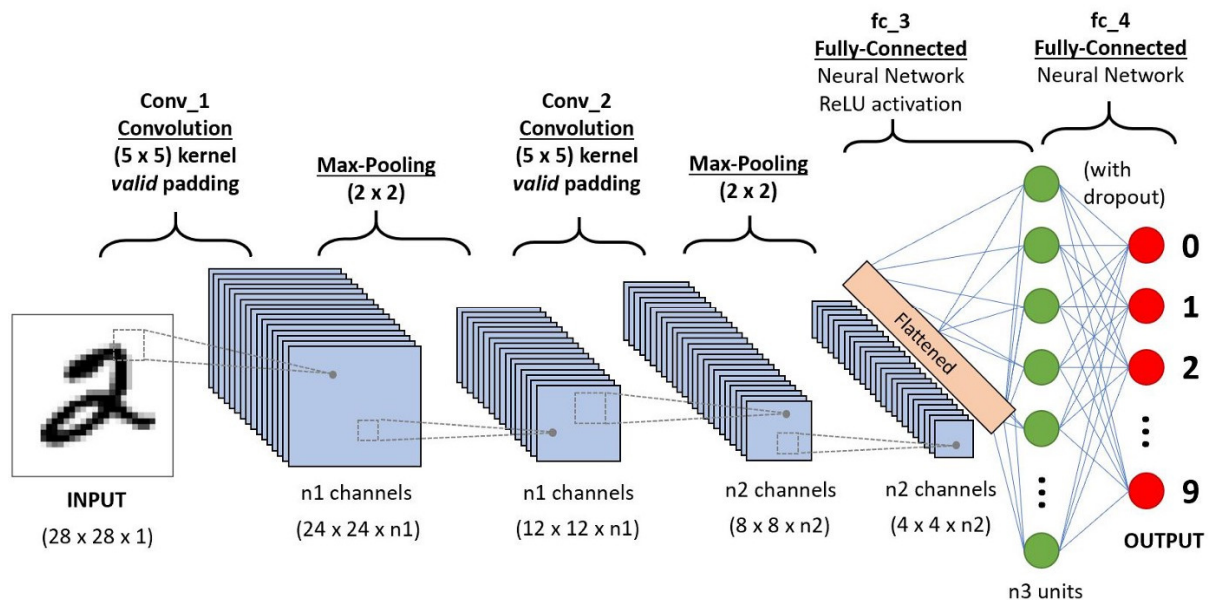 Conv_1
Convolution
(5 x 5) kernel
valid padding
Max-Pooling
(2 x 2)
Conv_2
Convolution
(5 x 5) kernel
valid padding
Max-Pooling
(2 x 2)
fc_3
Fully-Connected
Neural Network
ReLU activation
fc_4
Fully-Connected
Neural Network
(with
dropout)
Flattened
2
INPUT
(28 x 28 x 1)
n1 channels
(24 x 24 x n1)
n1 channels
(12 x 12 x n1)
n2 channels
(8 x 8 x n2)
n2 channels
(4 x 4 x n2)
n3 units
0
1
2
9
OUTPUT